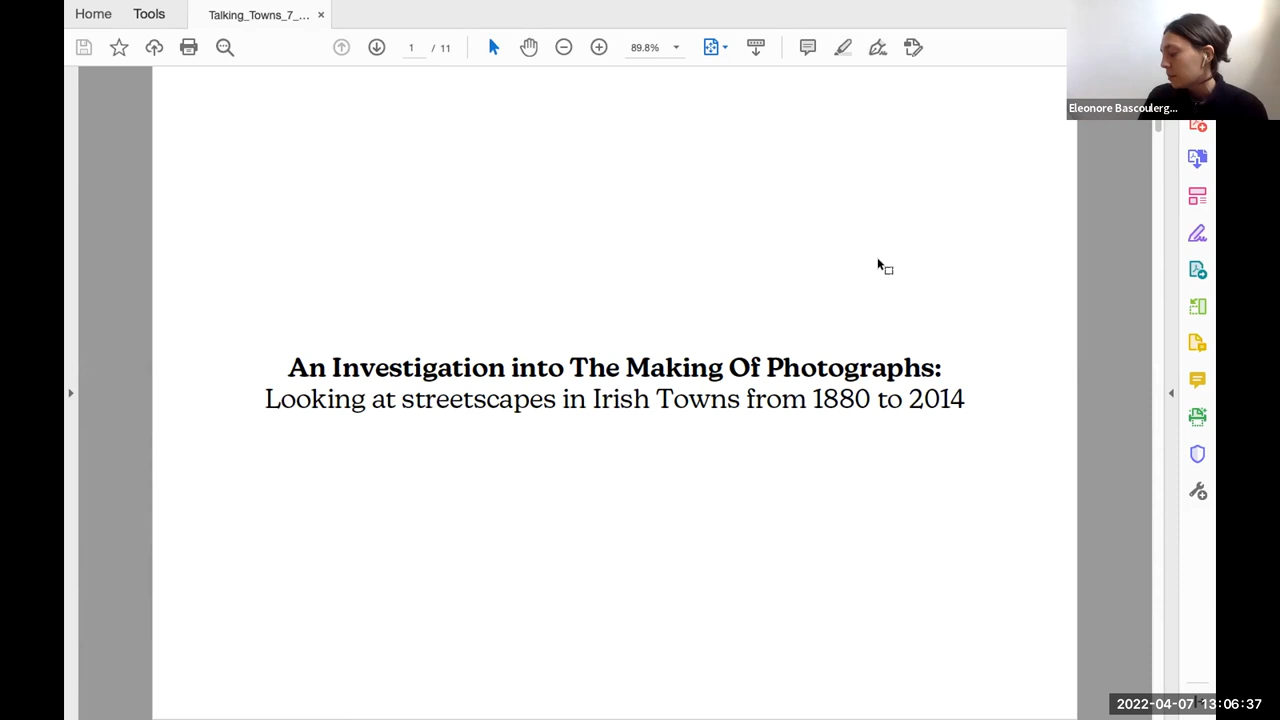 Home Tools Talking_Towns_7_... ×
1 / 11 89.8%
Eleonore Bascoulerg...
An Investigation into The Making Of Photographs:
Looking at streetscapes in Irish Towns from 1880 to 2014
2022-04-07 13:06:37